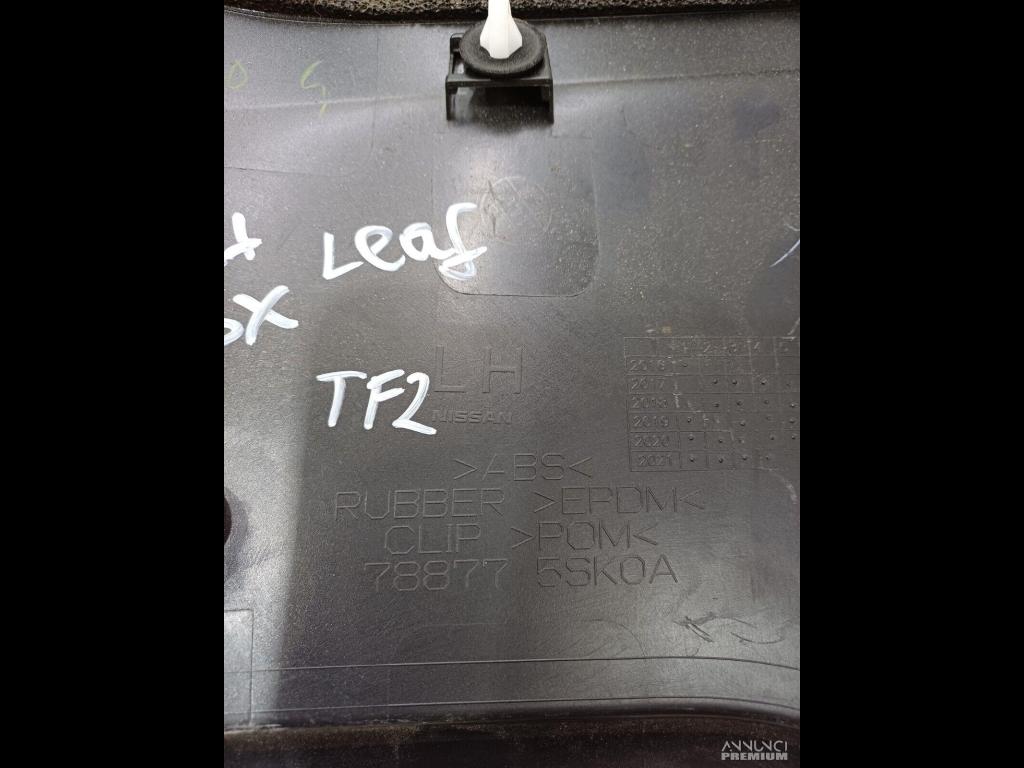 Leaf
TF2
LH
NISSAN
2016
2017
2018
2019
2020
2021
>ABS<
RUBBER >EPDM<
CLIP >POM<
78877 5SK0A
ANNUNCI
PREMIUM